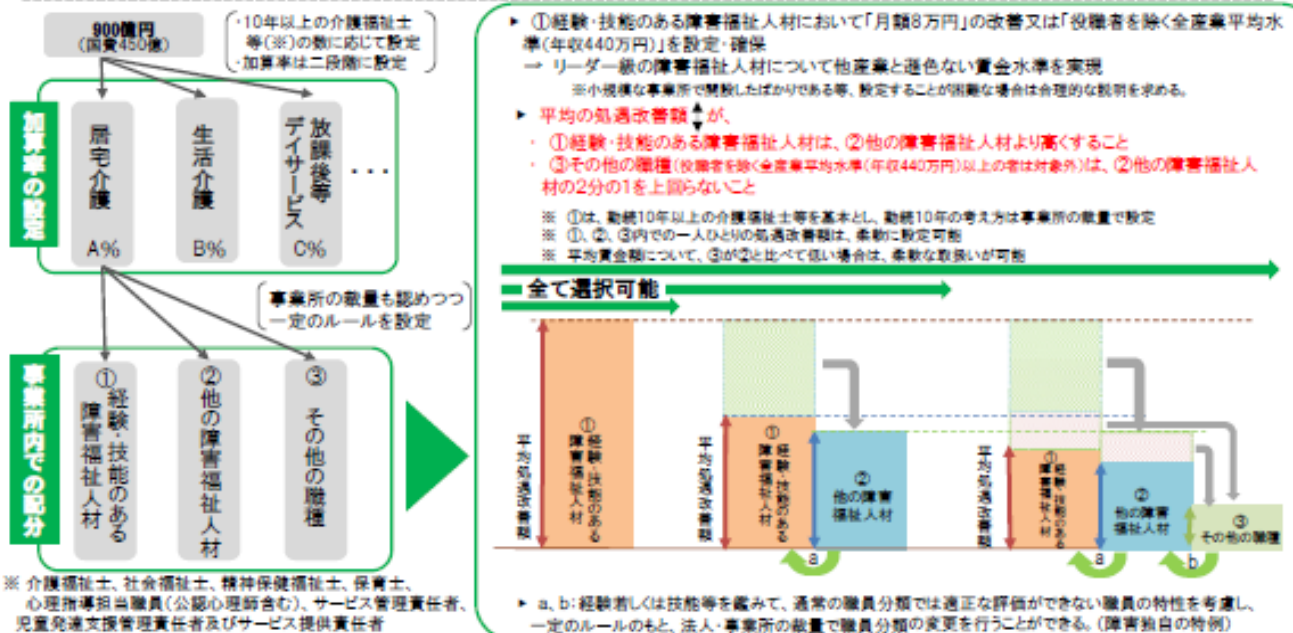 900億円
(国費450億)
・10年以上の介護福祉士
等(※)の数に応じて設定
・加算率は二段階に設定
加算率の設定
居宅介護
A%
生活介護
B%
放課後等
デイサービス
C%
・・・
事業所の裁量も認めつつ
一定のルールを設定
事業所内での配分
①
経験・技能のある
障害福祉人材
②
他の障害福祉人材
③
その他の職種
※ 介護福祉士、社会福祉士、精神保健福祉士、保育士、
心理指導担当職員(公認心理師含む)、サービス管理責任者、
児童発達支援管理責任者及びサービス提供責任者
▶ ①経験・技能のある障害福祉人材において「月額8万円」の改善又は「役職者を除く全産業平均水
準(年収440万円)」を設定・確保
→ リーダー級の障害福祉人材について他産業と遜色ない賃金水準を実現
※小規模な事業所で開設したばかりである等、設定することが困難な場合は合理的な説明を求める。
▶ 平均の処遇改善額 が、
・ ①経験・技能のある障害福祉人材は、②他の障害福祉人材より高くすること
・ ③その他の職種(役職者を除く全産業平均水準(年収440万円)以上の者は対象外)は、②他の障害福祉人
材の2分の1を上回らないこと
※ ①は、勤続10年以上の介護福祉士等を基本とし、勤続10年の考え方は事業所の裁量で設定
※ ①、②、③内での一人ひとりの処遇改善額は、柔軟に設定可能
※ 平均賃金額について、③が②と比べて低い場合は、柔軟な取扱いが可能
全て選択可能
平均処遇改善額
①
経験・技能のある
障害福祉人材
平均処遇改善額
①
経験・技能のある
障害福祉人材
②
他の障害
福祉人材
a
平均処遇改善額
①
経験・技能のある
障害福祉人材
②
他の障害
福祉人材
③
その他の職種
a
b
▶ a、b:経験若しくは技能等を鑑みて、通常の職員分類では適正な評価ができない職員の特性を考慮し、
一定のルールのもと、法人・事業所の裁量で職員分類の変更を行うことができる。(障害独自の特例)